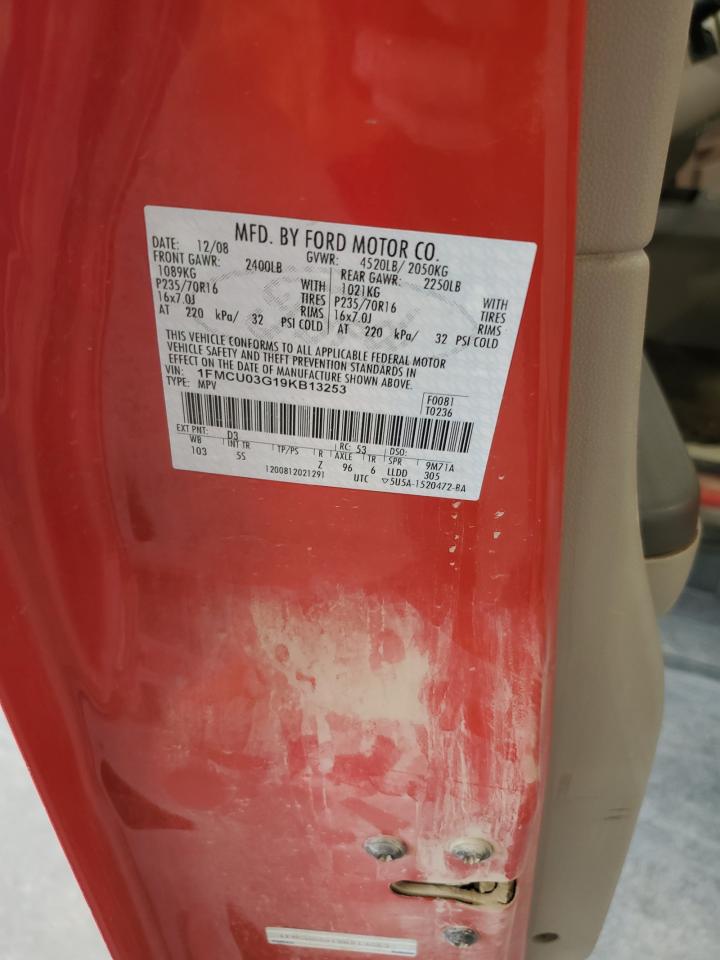 MFD. BY FORD MOTOR CO.
DATE: 12/08 GVWR: 4520LB/ 2050KG
FRONT GAWR: 2400LB REAR GAWR: 2250LB
1089KG WITH 1021KG WITH
P235/70R16 TIRES P235/70R16 TIRES
16x7.0J RIMS 16x7.0J RIMS
AT 220 kPa/ 32 PSI COLD AT 220 kPa/ 32 PSI COLD
THIS VEHICLE CONFORMS TO ALL APPLICABLE FEDERAL MOTOR
VEHICLE SAFETY AND THEFT PREVENTION STANDARDS IN
EFFECT ON THE DATE OF MANUFACTURE SHOWN ABOVE.
VIN: 1FMCU03G19KB13253 F0081
TYPE: MPV T0236
EXT PNT: D3 RC: 53 DSO:
WB INT TR TP/PS R AXLE TR SPR 9M71A
103 55 Z 96 6 LLDD 305
1200812021291 UTC ▽5U5A-1520472-BA